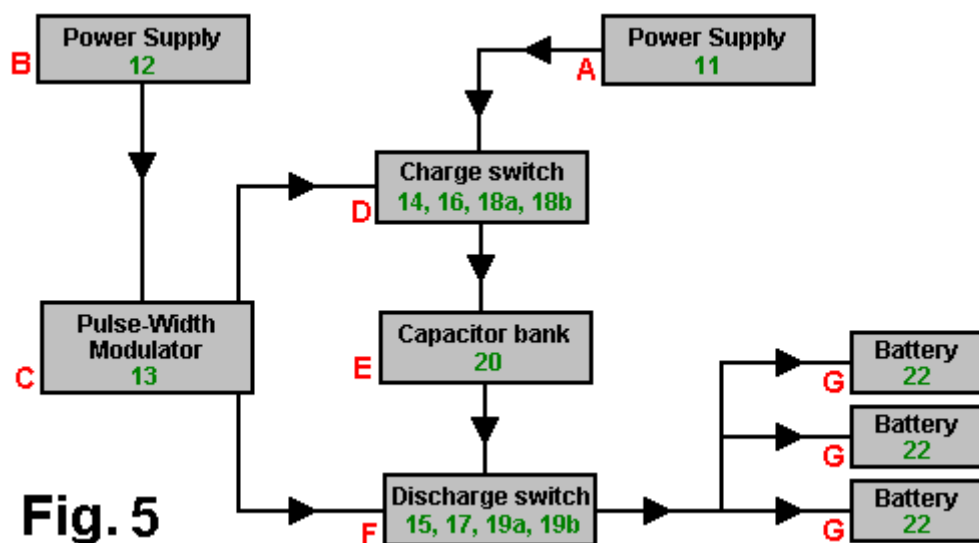 Power Supply
12
B
Power Supply
11
A
Charge switch
14, 16, 18a, 18b
D
Pulse-Width
Modulator
13
C
Capacitor bank
20
E
Battery
22
G
Battery
22
G
Discharge switch
15, 17, 19a, 19b
F
Battery
22
G
Fig. 5